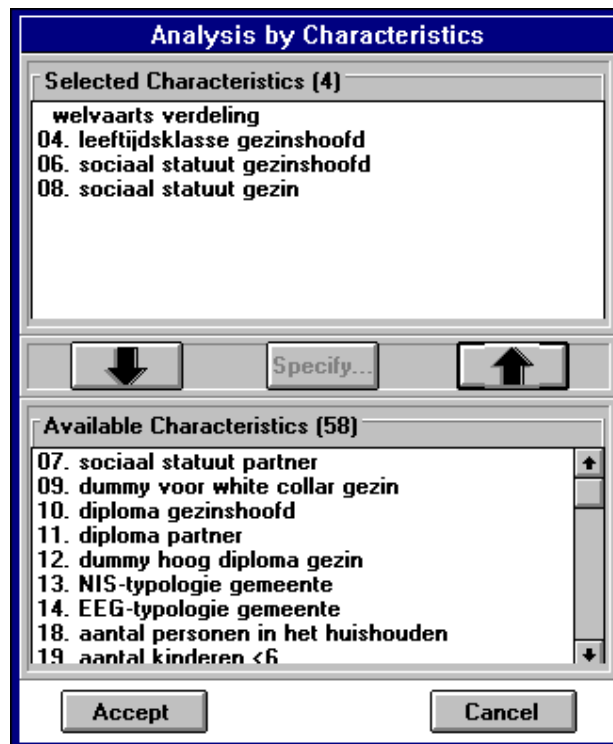 Analysis by Characteristics
Selected Characteristics (4)
welvaarts verdeling
04. leeftijdsklasse gezinshoofd
06. sociaal statuut gezinshoofd
08. sociaal statuut gezin
Specify...
Available Characteristics (58)
07. sociaal statuut partner
09. dummy voor white collar gezin
10. diploma gezinshoofd
11. diploma partner
12. dummy hoog diploma gezin
13. NIS-typologie gemeente
14. EEG-typologie gemeente
18. aantal personen in het huishouden
19. aantal kinderen <6
Accept
Cancel